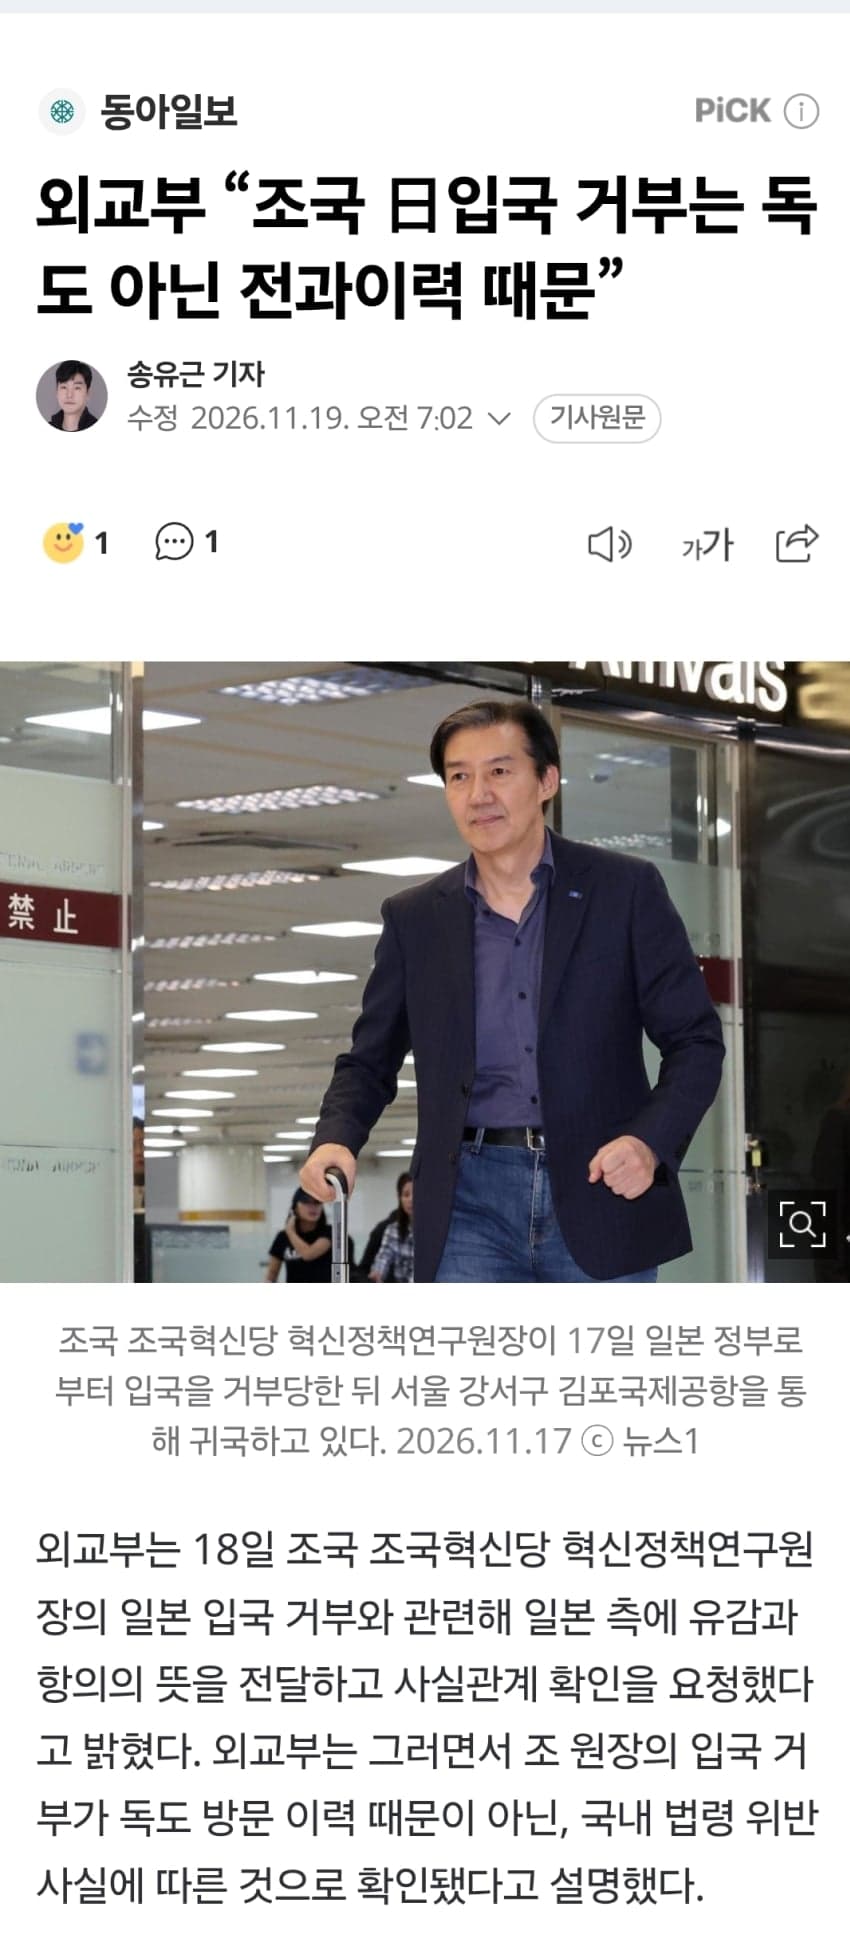 동아일보
PiCK
외교부 “조국 日입국 거부는 독
도 아닌 전과이력 때문”
송유근 기자
수정 2026.11.19. 오전 7:02
기사원문
1
1
가가
Arrivals
禁止
조국 조국혁신당 혁신정책연구원장이 17일 일본 정부로
부터 입국을 거부당한 뒤 서울 강서구 김포국제공항을 통
해 귀국하고 있다. 2026.11.17 ⓒ 뉴스1
외교부는 18일 조국 조국혁신당 혁신정책연구원
장의 일본 입국 거부와 관련해 일본 측에 유감과
항의의 뜻을 전달하고 사실관계 확인을 요청했다
고 밝혔다. 외교부는 그러면서 조 원장의 입국 거
부가 독도 방문 이력 때문이 아닌, 국내 법령 위반
사실에 따른 것으로 확인됐다고 설명했다.